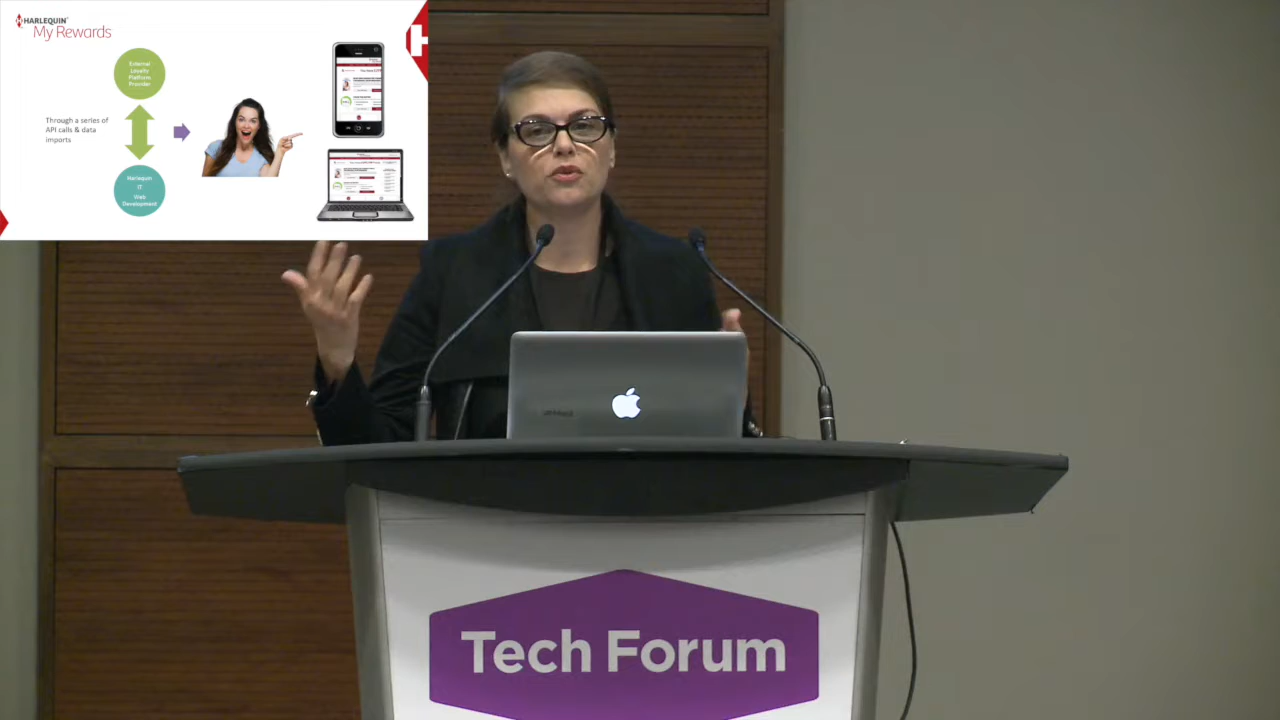 HARLEQUIN
My Rewards
External
Loyalty
Platform
Provider
Through a series of
API calls & data
imports
Harlequin
IT
Web
Development
Tech Forum